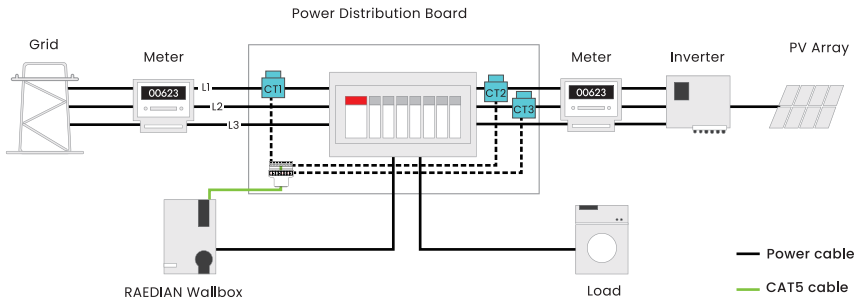 Power Distribution Board
Grid
Meter
Meter
Inverter
PV Array
00623
L1
CT1
CT2
00623
L2
CT3
L3
Power cable
CAT5 cable
RAEDIAN Wallbox
Load